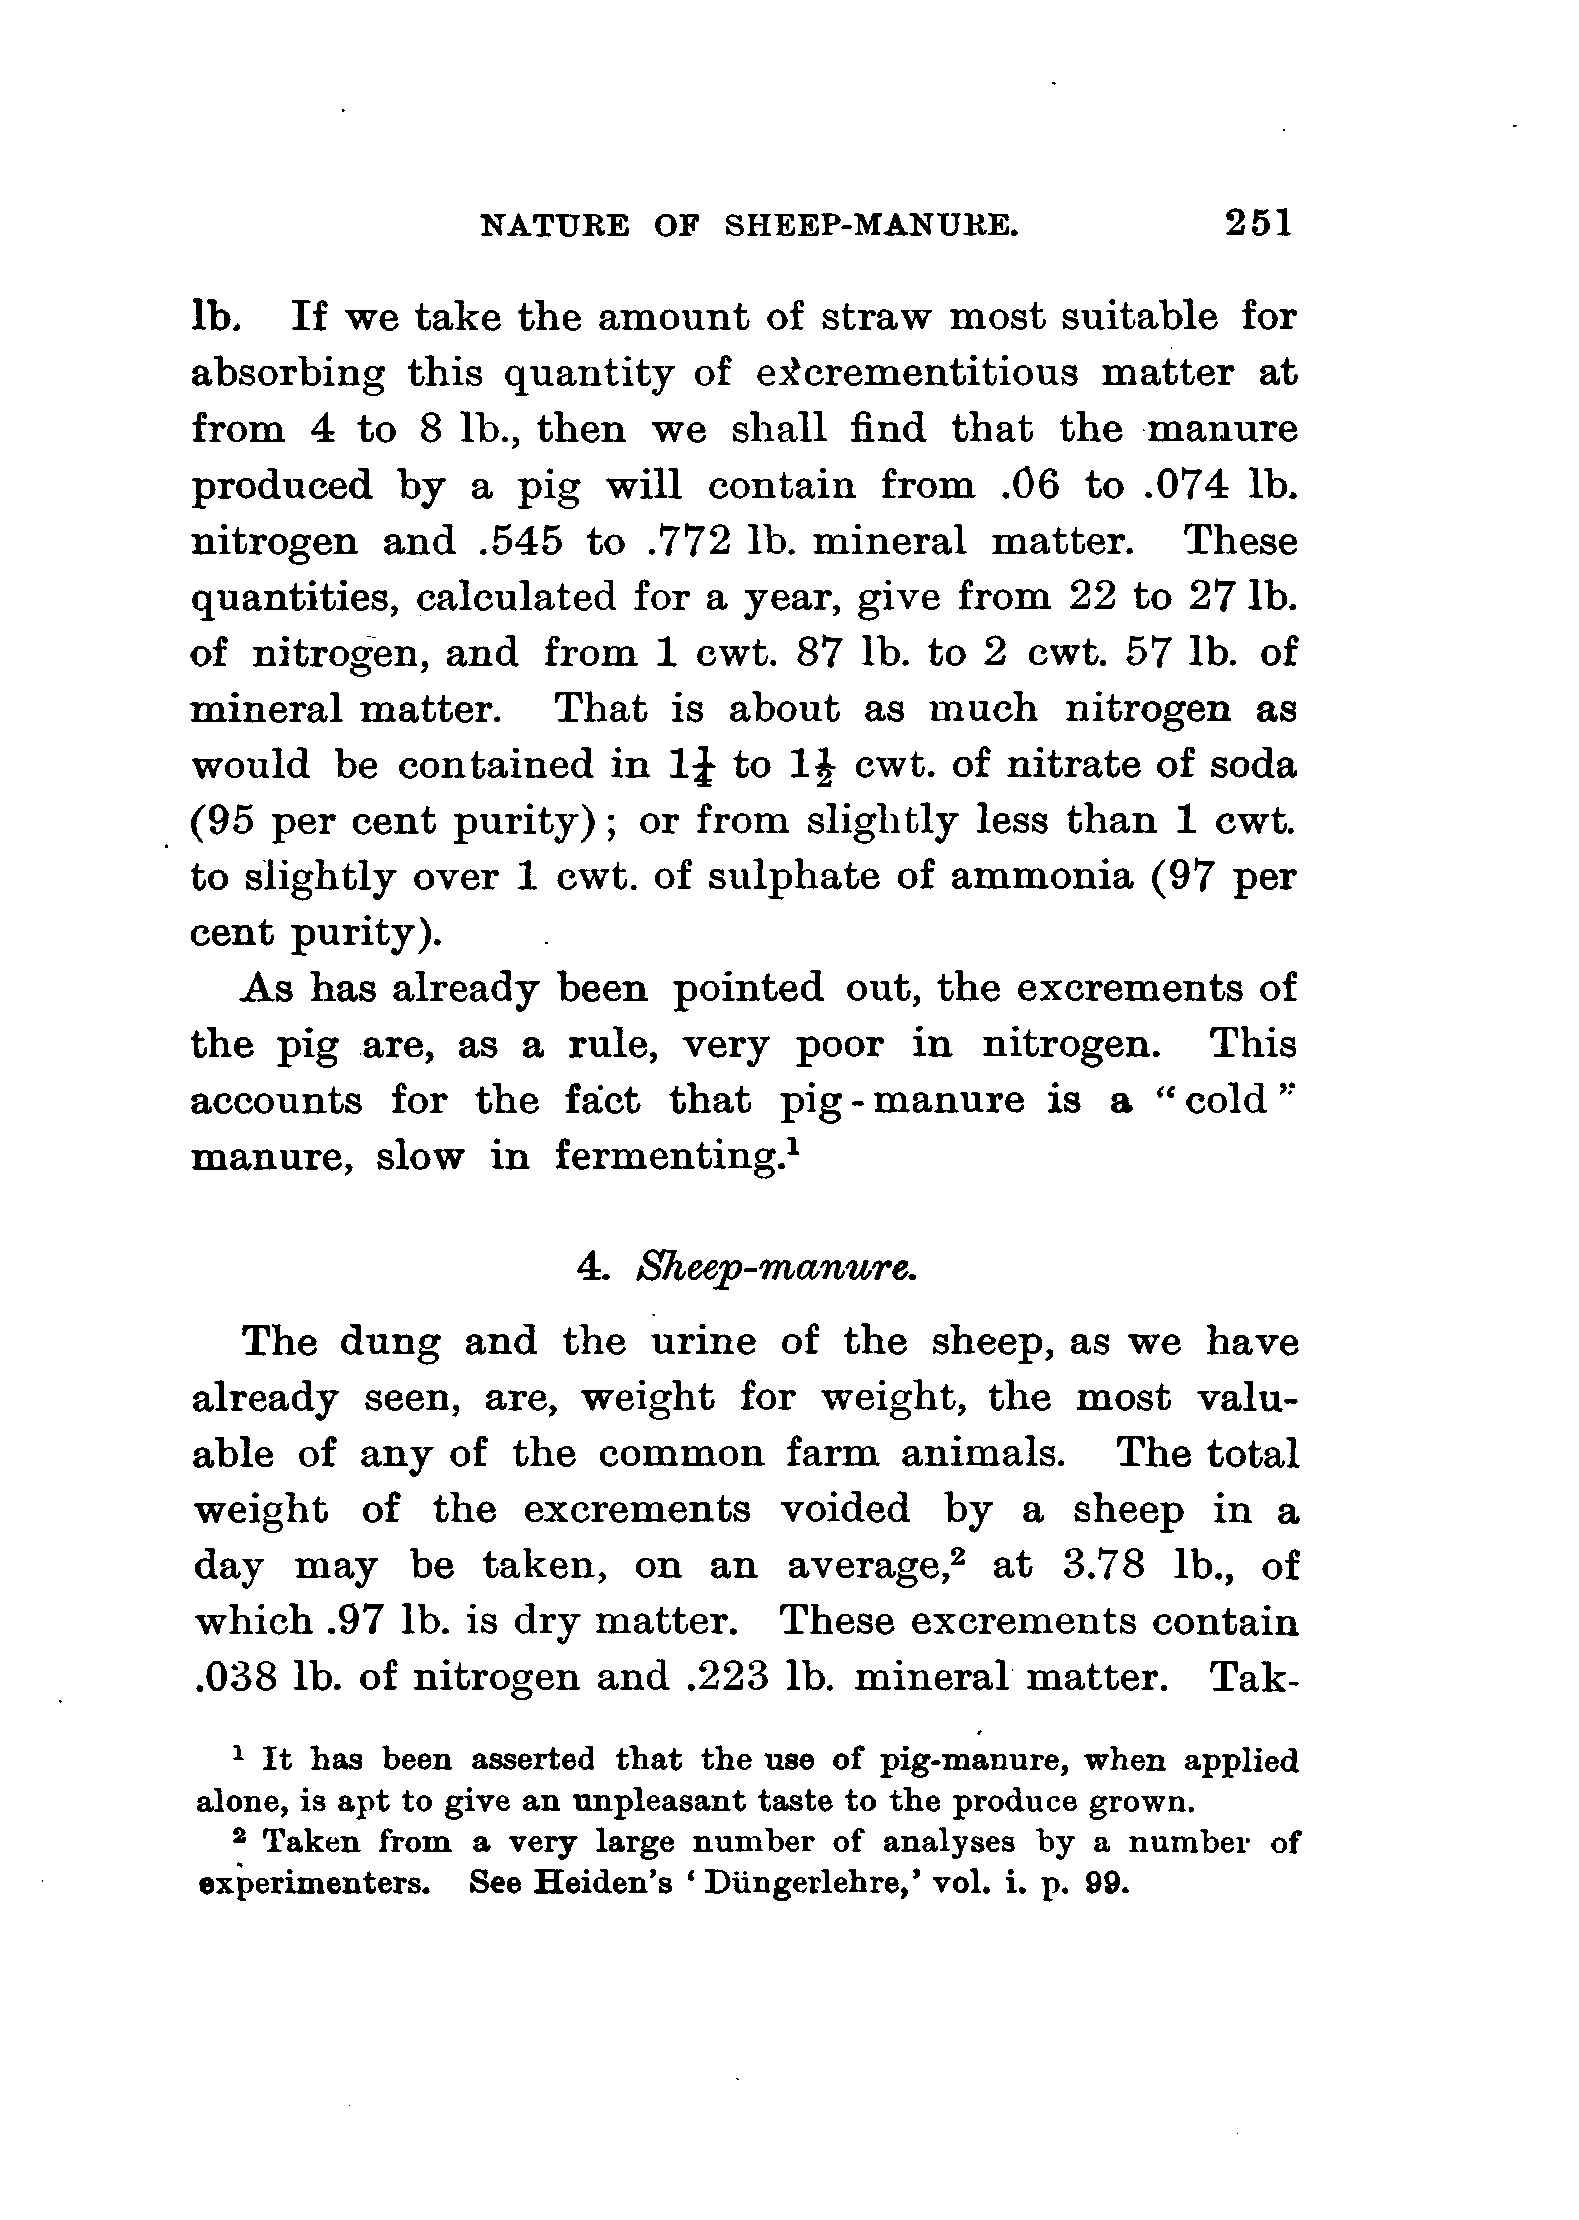 NATURE OF SHEEP-MANURE. 251
lb. If we take the amount of straw most suitable for
absorbing this quantity of excrementitious matter at
from 4 to 8 lb., then we shall find that the manure
produced by a pig will contain from .06 to .074 lb.
nitrogen and .545 to .772 lb. mineral matter. These
quantities, calculated for a year, give from 22 to 27 lb.
of nitrogen, and from 1 cwt. 87 lb. to 2 cwt. 57 lb. of
mineral matter. That is about as much nitrogen as
would be contained in 1¼ to 1½ cwt. of nitrate of soda
(95 per cent purity); or from slightly less than 1 cwt.
to slightly over 1 cwt. of sulphate of ammonia (97 per
cent purity).
As has already been pointed out, the excrements of
the pig are, as a rule, very poor in nitrogen. This
accounts for the fact that pig-manure is a “cold”
manure, slow in fermenting.¹
4. Sheep-manure.
The dung and the urine of the sheep, as we have
already seen, are, weight for weight, the most valu-
able of any of the common farm animals. The total
weight of the excrements voided by a sheep in a
day may be taken, on an average,² at 3.78 lb., of
which .97 lb. is dry matter. These excrements contain
.038 lb. of nitrogen and .223 lb. mineral matter. Tak-
¹ It has been asserted that the use of pig-manure, when applied
alone, is apt to give an unpleasant taste to the produce grown.
² Taken from a very large number of analyses by a number of
experimenters. See Heiden's ‘Düngerlehre,’ vol. i. p. 99.